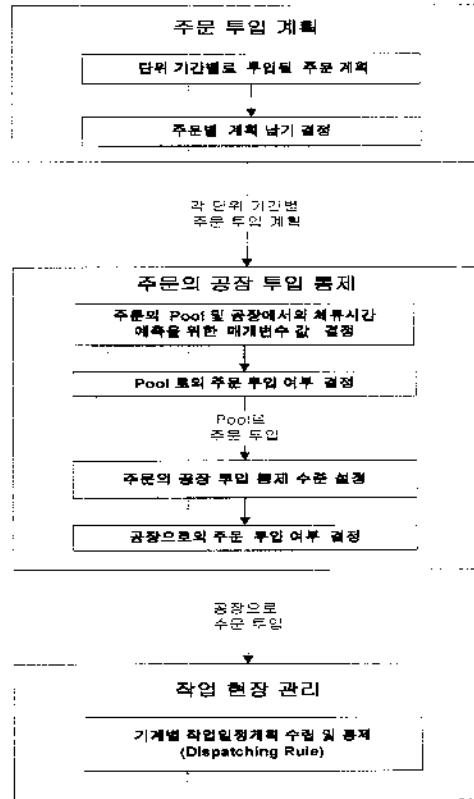 주문 투입 계획
단위 기간별로 투입될 주문 계획
주문별 계획 납기 결정
각 단위 기간별
주문 투입 계획
주문의 공장 투입 통제
주문의 Pool 및 공장에서의 체류시간
예측을 위한 매개변수 값 결정
Pool 로의 주문 투입 여부 결정
Pool로
주문 투입
주문의 공장 투입 통제 수준 설정
공장으로의 주문 투입 여부 결정
공장으로
주문 투입
작업 현장 관리
기계별 작업일정계획 수립 및 통제
(Dispatching Rule)